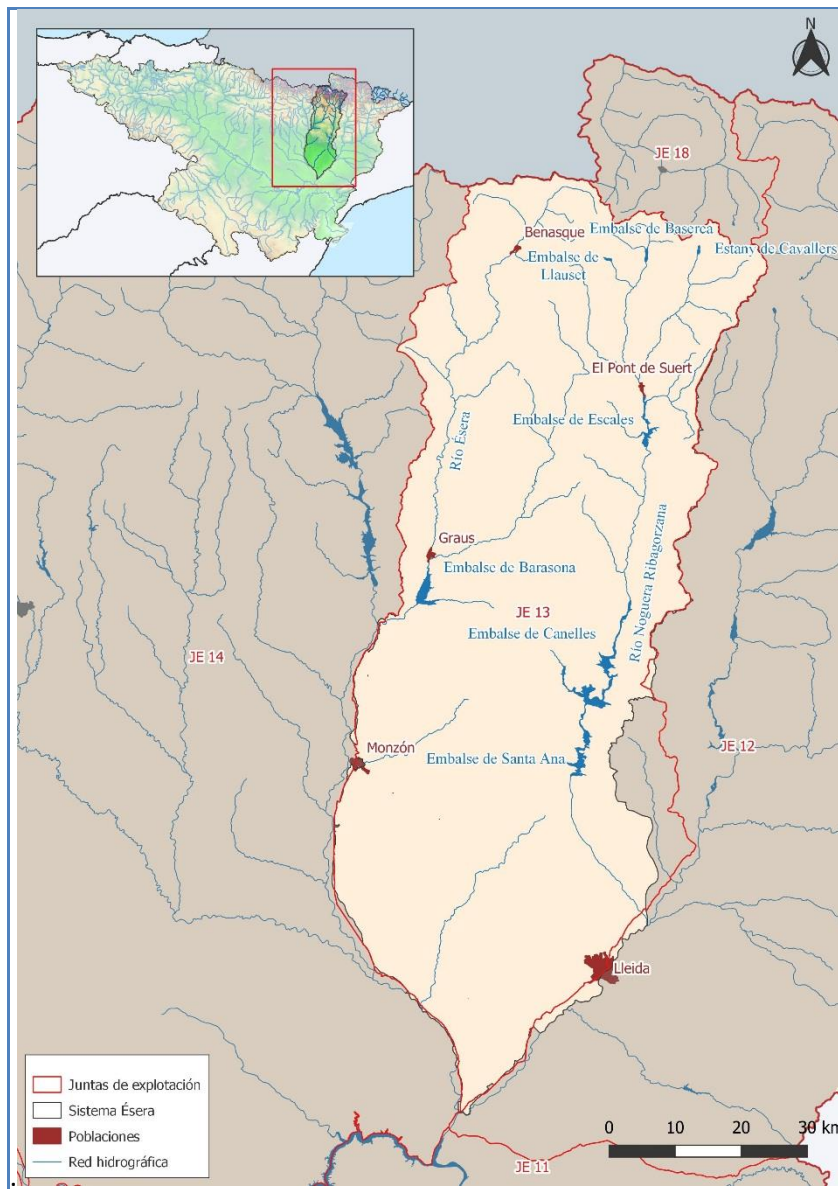 N
JE 18
Benasque
Embalse de Baserca
Embalse de
Llauset
Estany de Cavallers
El Pont de Suert
Embalse de Escales
Río Ésera
Graus
Embalse de Barasona
JE 13
Río Noguera Ribagorzana
Embalse de Canelles
JE 14
JE 12
Monzón
Embalse de Santa Ana
Lleida
Juntas de explotación
Sistema Ésera
Poblaciones
Red hidrográfica
0 10 20 30 km
JE 11